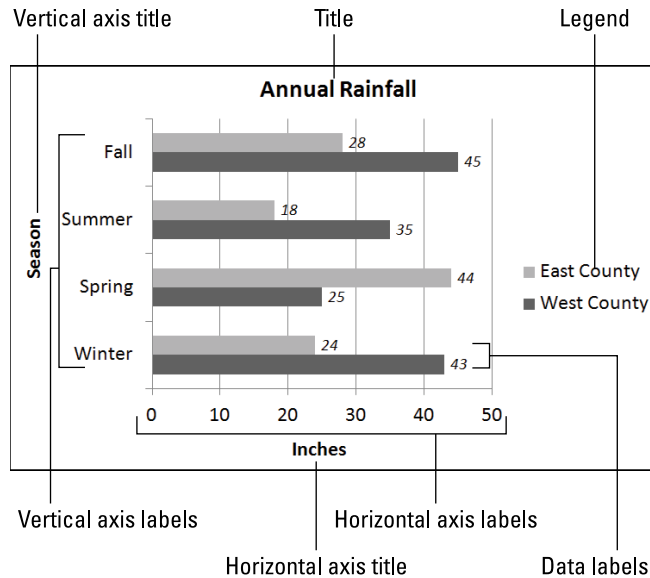 Vertical axis title Title Legend
Annual Rainfall
Fall 28
45
Summer 18
35
Season
Spring 44
25
East County
West County
Winter 24
43
0 10 20 30 40 50
Inches
Vertical axis labels Horizontal axis labels
Horizontal axis title Data labels